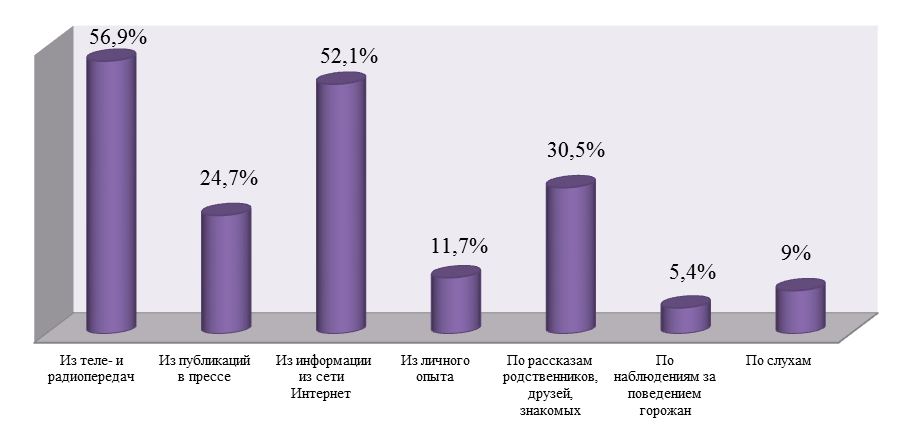 56,9%
24,7%
52,1%
11,7%
30,5%
5,4%
9%
Из теле- и
радиопередач
Из публикаций
в прессе
Из информации
из сети
Интернет
Из личного
опыта
По рассказам
родственников,
друзей,
знакомых
По
наблюдениям за
поведением
горожан
По слухам